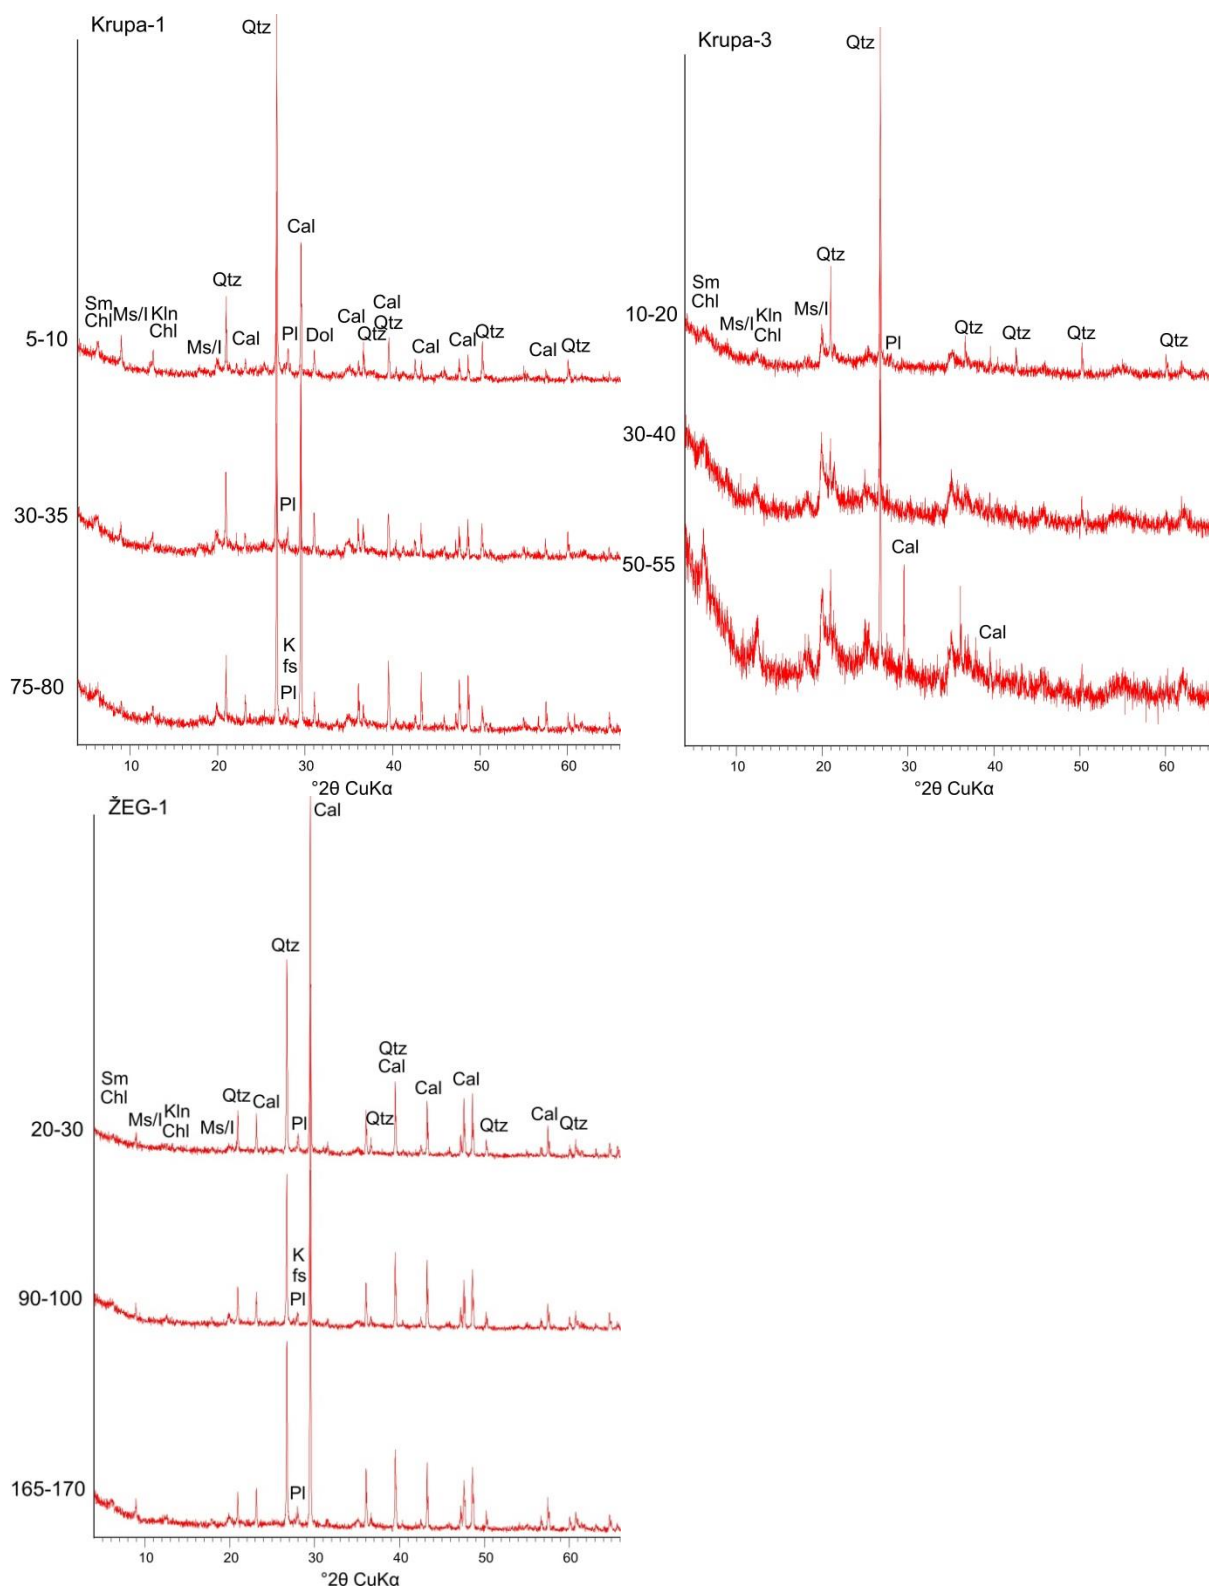 Krupa-1
Qtz
Cal
Qtz
Sm
Chl
Ms/I
Kln
Chl
Ms/I
Cal
Pl
Dol
Cal
Cal
Qtz
Qtz
Cal
Cal
Qtz
Cal
Qtz
5-10
Pl
30-35
K
fs
Pl
75-80
10 20 30 40 50 60
°2θ CuKα
Krupa-3
Qtz
Qtz
Sm
Chl
Ms/I
Kln
Chl
Ms/I
Pl
Qtz
Qtz
Qtz
Qtz
10-20
30-40
50-55
Cal
Cal
10 20 30 40 50 60
°2θ CuKα
ŽEG-1
Cal
Qtz
Sm
Chl
Ms/I
Kln
Chl
Ms/I
Qtz
Cal
Pl
Qtz
Qtz
Cal
Cal
Cal
Qtz
Cal
Qtz
20-30
K
fs
Pl
90-100
Pl
165-170
10 20 30 40 50 60
°2θ CuKα